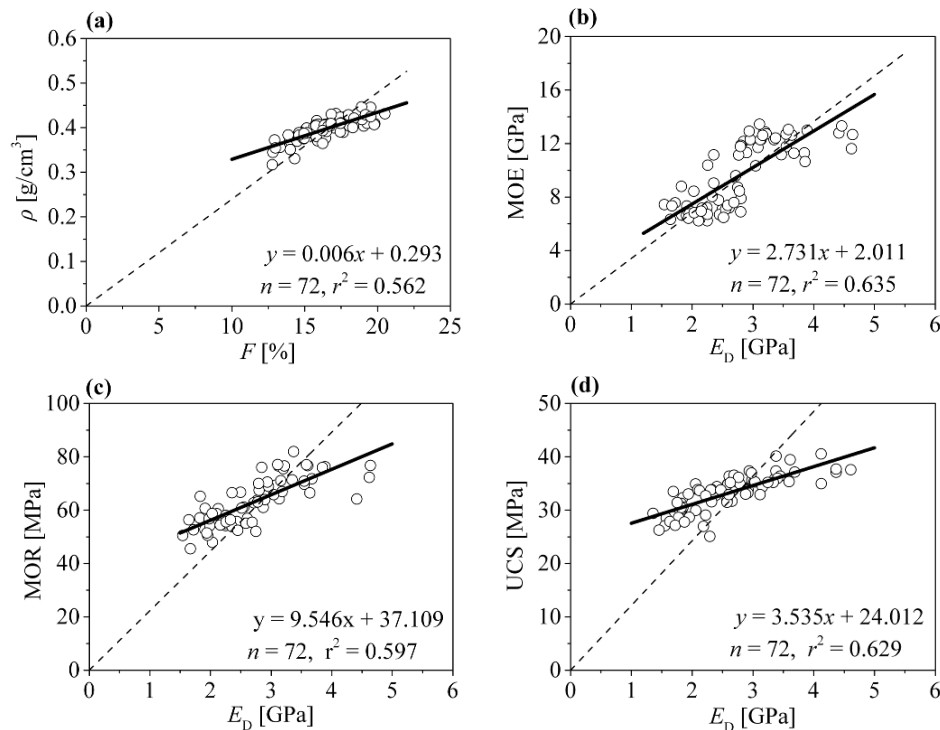 (a)
0.6
0.5
0.4
0.3
0.2
0.1
0.0
ρ [g/cm³]
y = 0.006x + 0.293
n = 72, r² = 0.562
0 5 10 15 20 25
F [%]
(b)
20
16
12
8
4
0
MOE [GPa]
y = 2.731x + 2.011
n = 72, r² = 0.635
0 1 2 3 4 5 6
E_D [GPa]
(c)
100
80
60
40
20
0
MOR [MPa]
y = 9.546x + 37.109
n = 72, r² = 0.597
0 1 2 3 4 5 6
E_D [GPa]
(d)
50
40
30
20
10
0
UCS [MPa]
y = 3.535x + 24.012
n = 72, r² = 0.629
0 1 2 3 4 5 6
E_D [GPa]